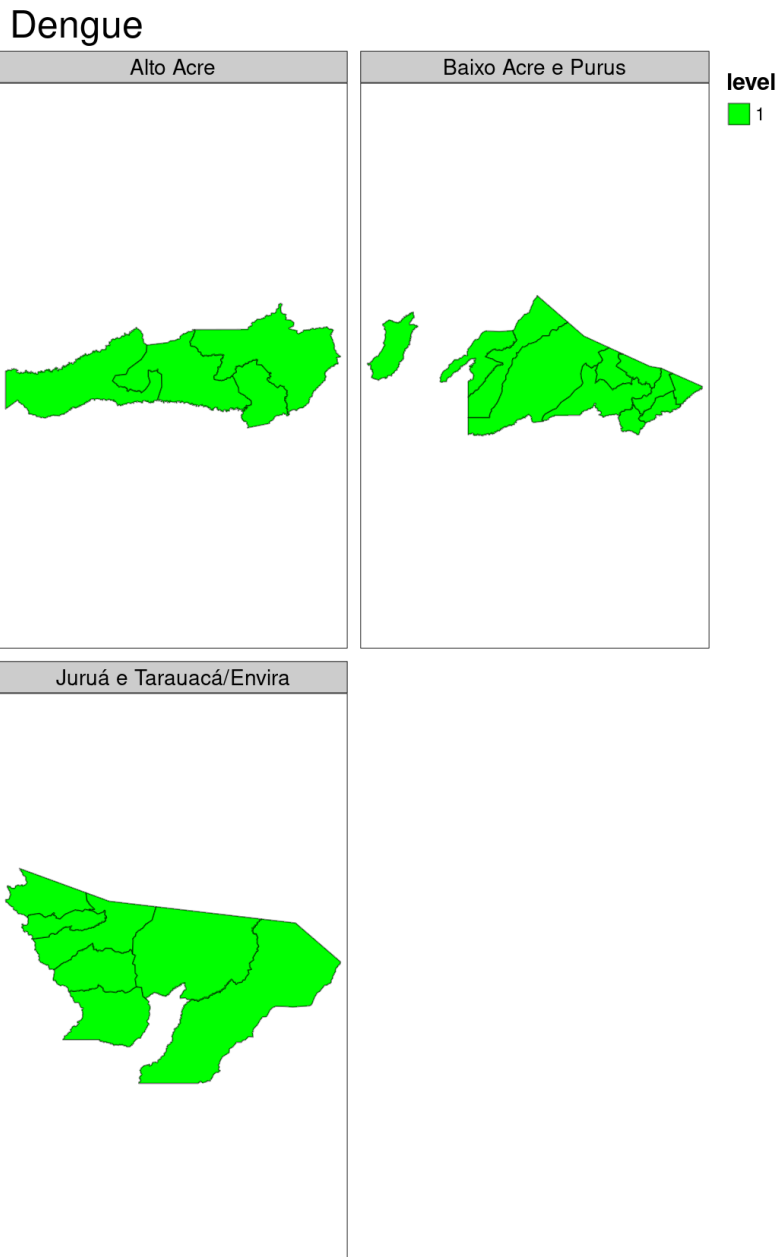 Dengue
Alto Acre
Baixo Acre e Purus
level
1
Juruá e Tarauacá/Envira